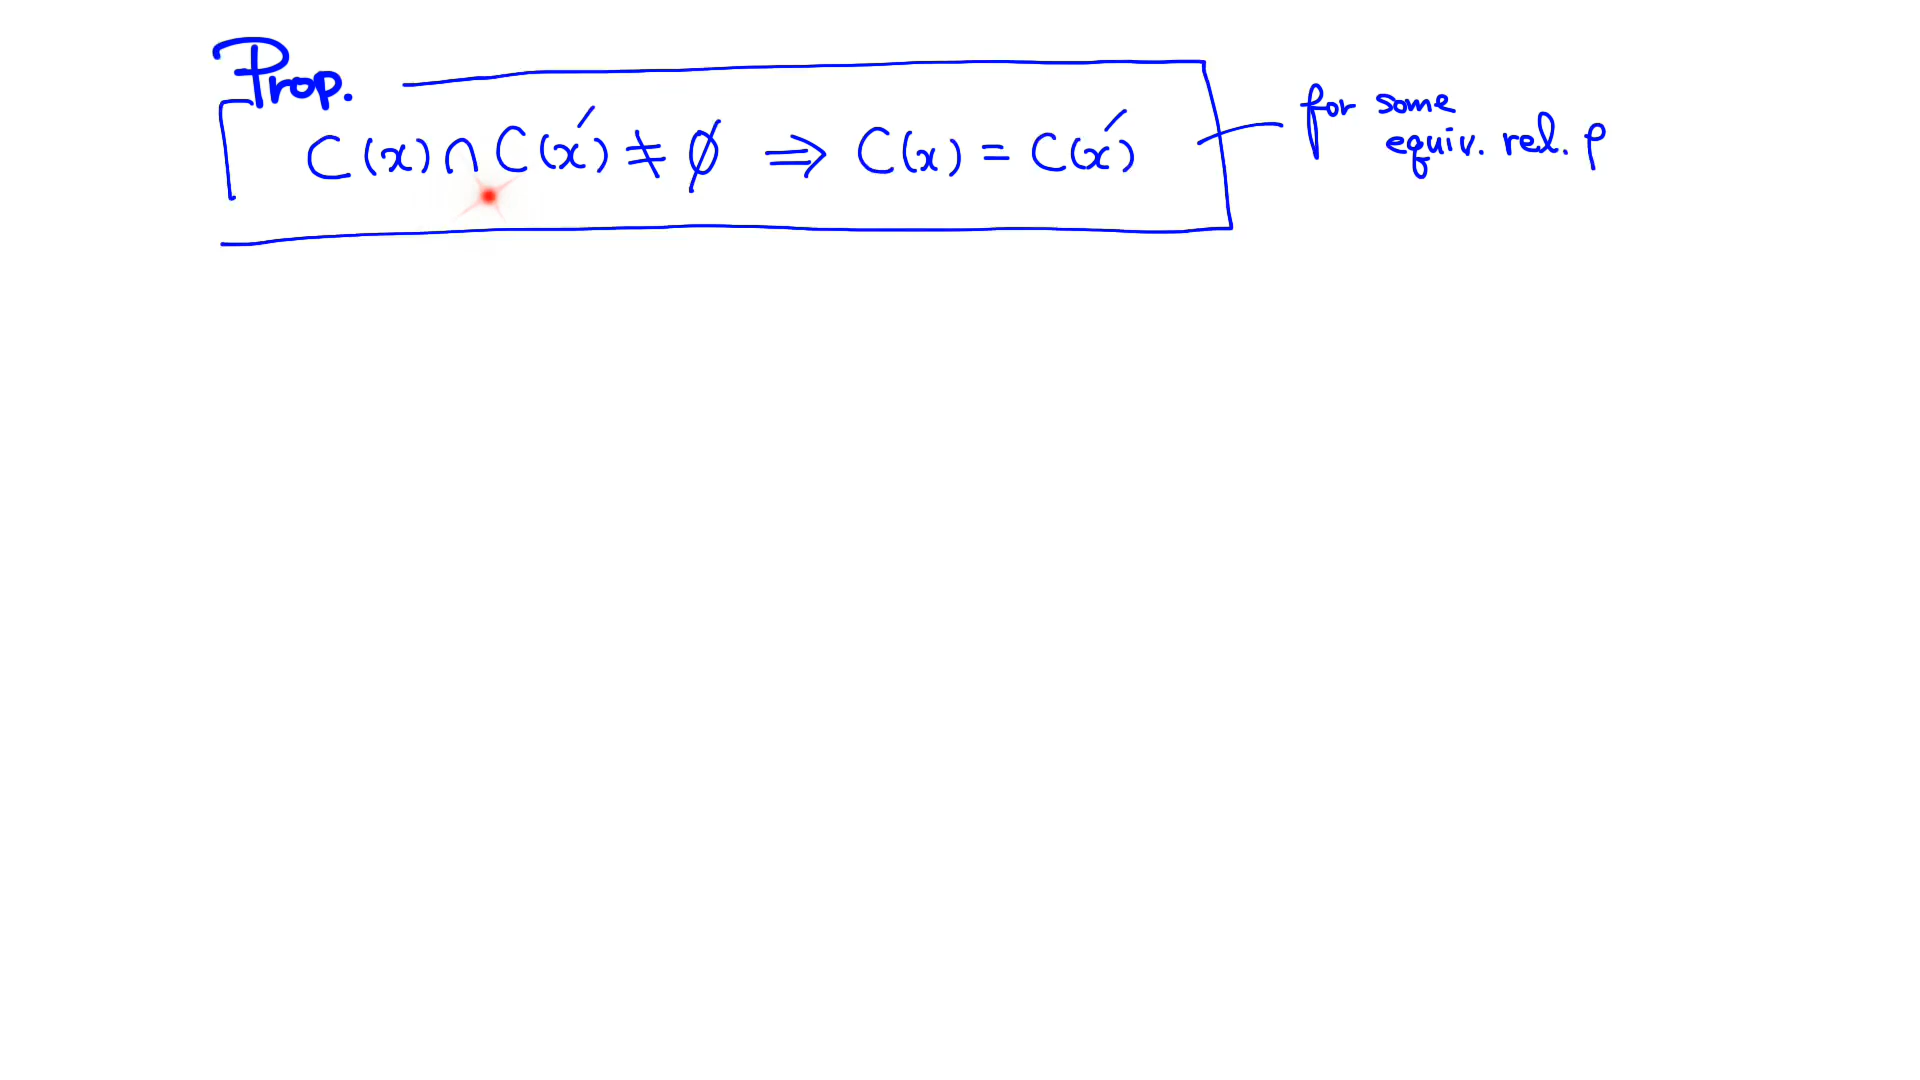 Prop.
C(x) ∩ C(x′) ≠ ∅ ⇒ C(x) = C(x′)
for some
equiv. rel. ρ